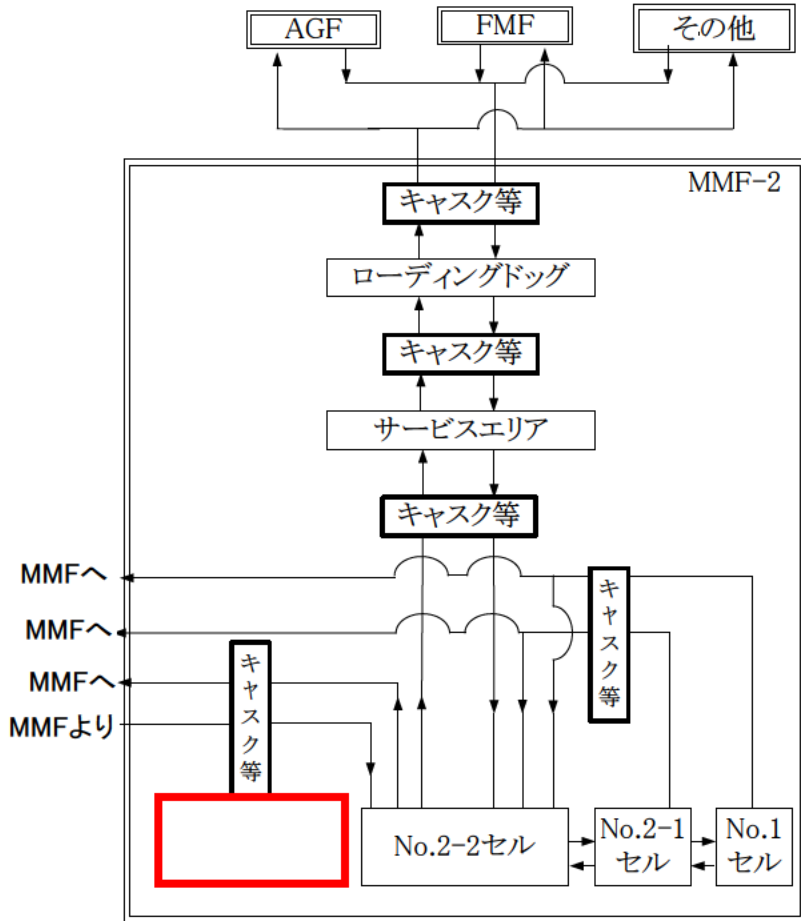 AGF
FMF
その他
MMF-2
キャスク等
ローディングドッグ
キャスク等
サービスエリア
キャスク等
MMFへ
キャスク等
MMFへ
キャスク等
MMFへ
MMFより
No.2-2セル
No.2-1
セル
No.1
セル